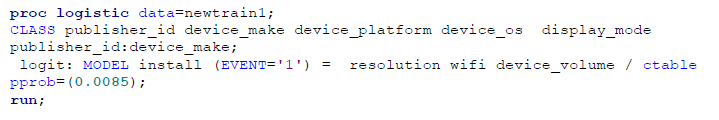 proc logistic data=newtrain1;
CLASS publisher_id device_make device_platform device_os  display_mode
publisher_id:device_make;
 logit: MODEL install (EVENT='1') =  resolution wifi device_volume / ctable
pprob=(0.0085);
run;